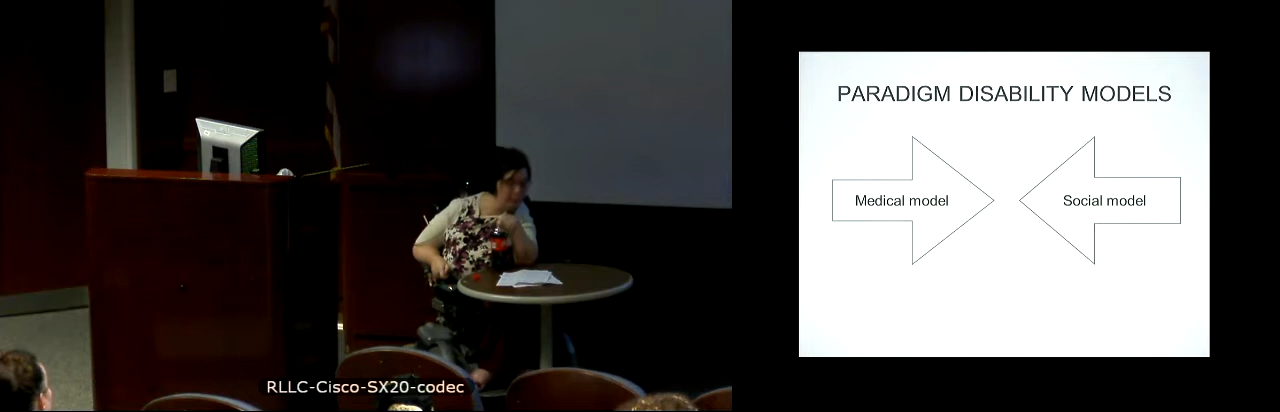 PARADIGM DISABILITY MODELS
Medical model
Social model
RLLC-Cisco-SX20-codec